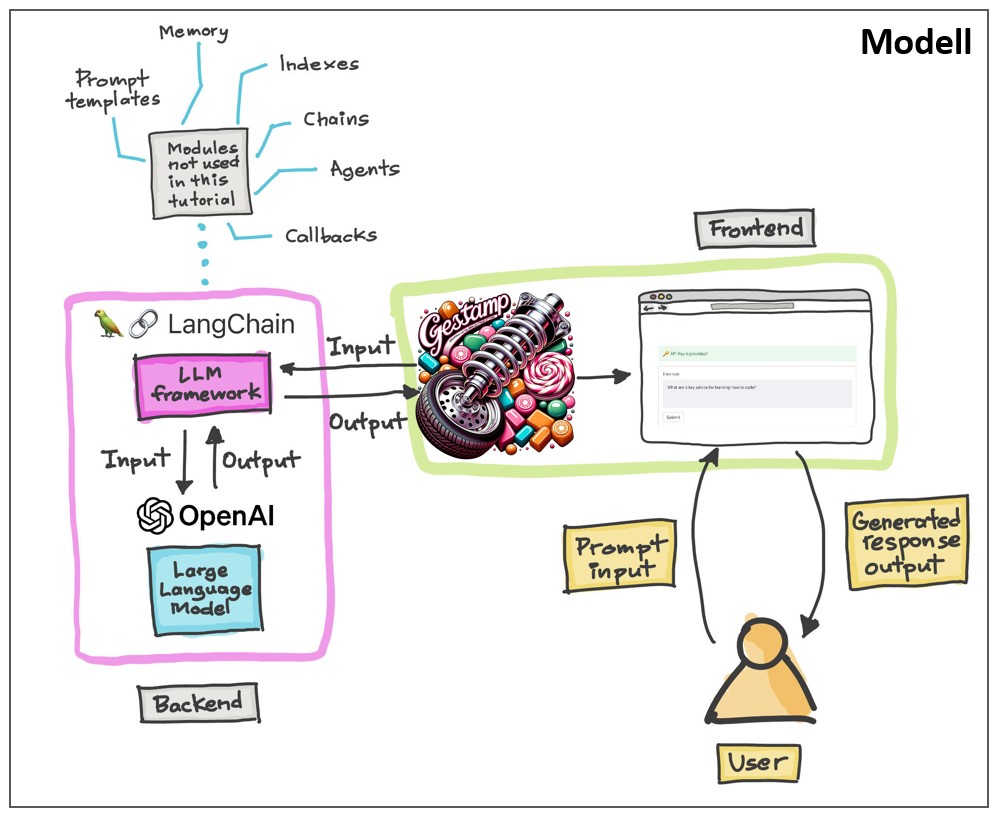 Modell
Memory
Indexes
Prompt
templates
Chains
Modules
not used
in this
tutorial
Agents
Callbacks
Frontend
LangChain
Gestamp
LLM
framework
Input
Output
API Key is provided!
Enter text:
What are key advice for learning how to code?
Submit
Input
Output
OpenAI
Large
Language
Model
Prompt
input
Generated
response
output
Backend
User